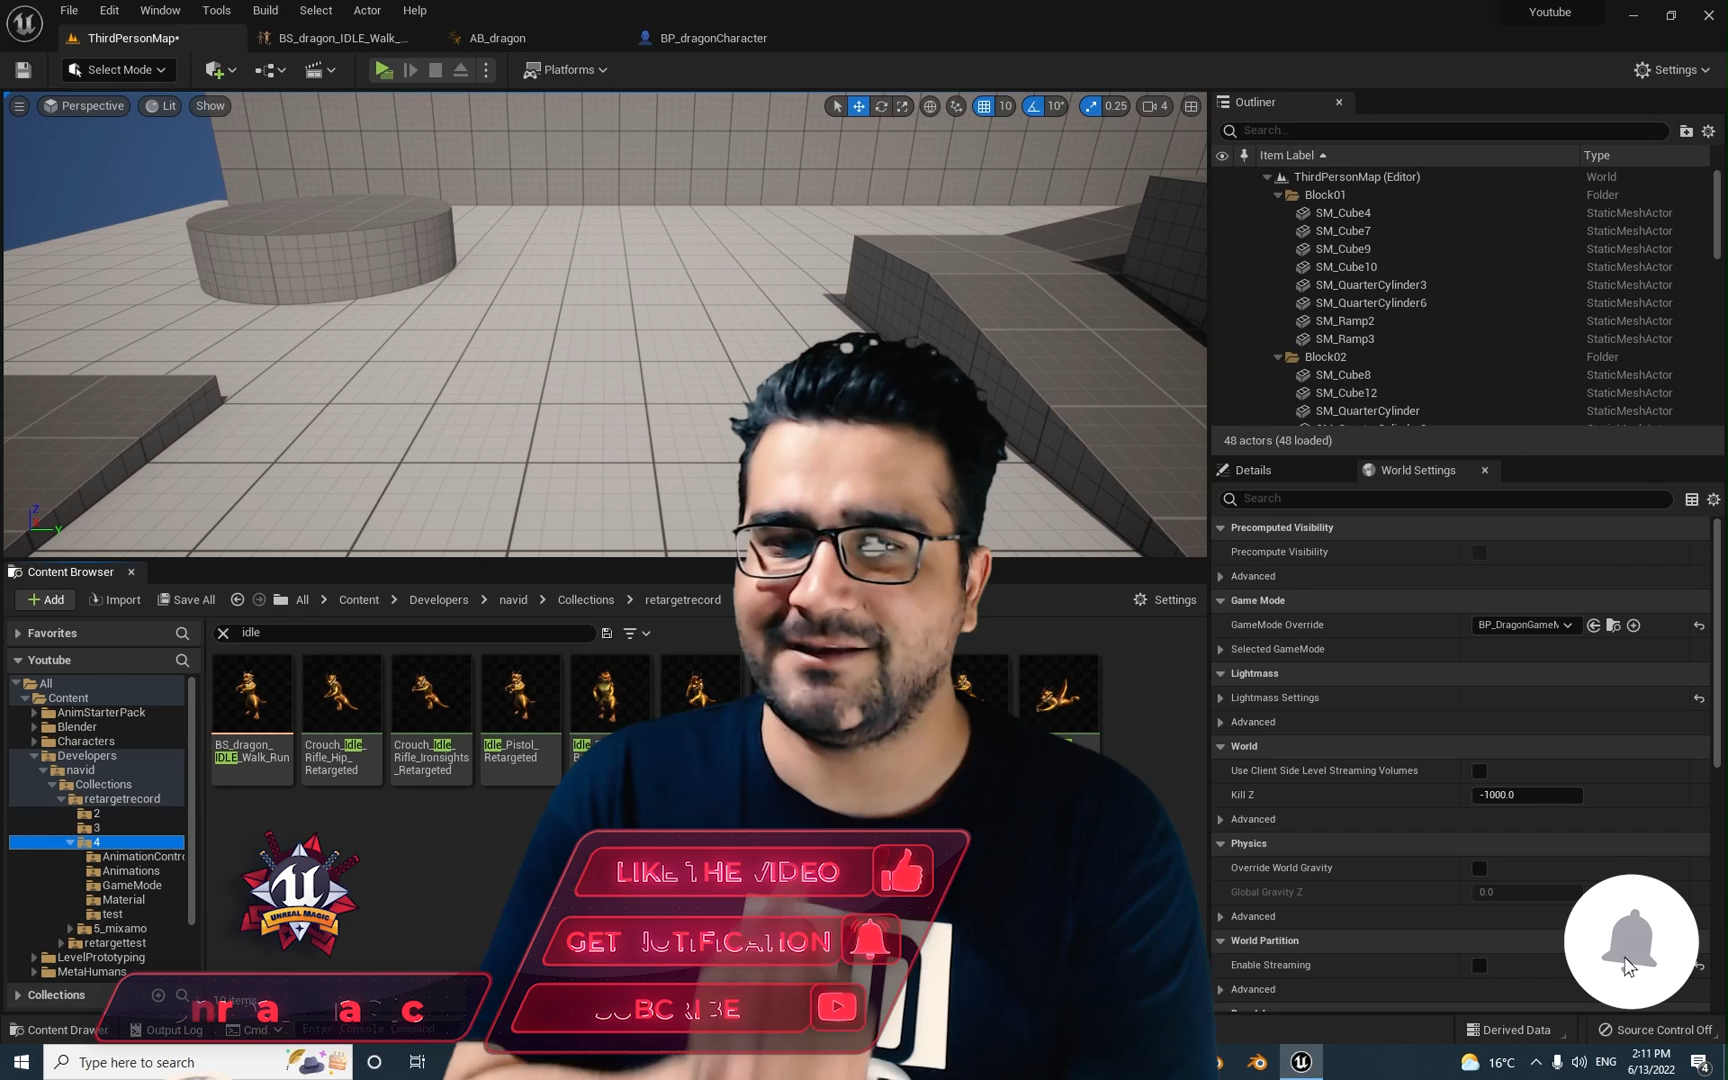 File Edit Window Tools Build Select Actor Help
Youtube
ThirdPersonMap* BS_dragon_IDLE_Walk_... AB_dragon BP_dragonCharacter
Select Mode Platforms Settings
Perspective Lit Show 10 10° 0.25 4
Outliner
Search...
Item Label Type
ThirdPersonMap (Editor) World
Block01 Folder
SM_Cube4 StaticMeshActor
SM_Cube7 StaticMeshActor
SM_Cube9 StaticMeshActor
SM_Cube10 StaticMeshActor
SM_QuarterCylinder3 StaticMeshActor
SM_QuarterCylinder6 StaticMeshActor
SM_Ramp2 StaticMeshActor
SM_Ramp3 StaticMeshActor
Block02 Folder
SM_Cube8 StaticMeshActor
SM_Cube12 StaticMeshActor
SM_QuarterCylinder StaticMeshActor
48 actors (48 loaded)
Z
Y
Details World Settings
Search
Precomputed Visibility
Precompute Visibility
Advanced
Game Mode
GameMode Override BP_DragonGameM
Selected GameMode
Lightmass
Lightmass Settings
Advanced
World
Use Client Side Level Streaming Volumes
Kill Z -1000.0
Advanced
Physics
Override World Gravity
Global Gravity Z 0.0
Advanced
World Partition
Enable Streaming
Advanced
Content Browser
Add Import Save All All Content Developers navid Collections retargetrecord Settings
Favorites
idle
Youtube
All
Content
AnimStarterPack
Blender
Characters
Developers
navid
Collections
retargetrecord
2
3
4
AnimationContro
Animations
GameMode
Material
test
5_mixamo
retargettest
LevelPrototyping
MetaHumans
Collections
BS_dragon_
IDLE_Walk_Run
Crouch_Idle_
Rifle_Hip_
Retargeted
Crouch_Idle_
Rifle_Ironsights
_Retargeted
Idle_Pistol_
Retargeted
UNREAL MAGIC
LIKE THE VIDEO
GET NOTIFICATION
Content Drawer Output Log Cmd Enter Console Command
Derived Data Source Control Off
Type here to search
16°C ENG
2:11 PM
6/13/2022
4